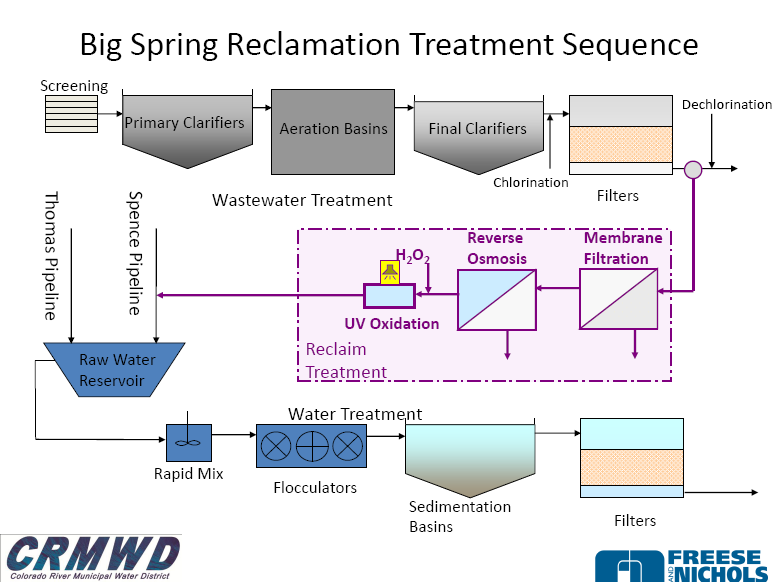 Big Spring Reclamation Treatment Sequence
Screening
Primary Clarifiers
Aeration Basins
Final Clarifiers
Dechlorination
Chlorination
Filters
Wastewater Treatment
Thomas Pipeline
Spence Pipeline
Reverse
Osmosis
Membrane
Filtration
H₂O₂
UV Oxidation
Reclaim
Treatment
Raw Water
Reservoir
Water Treatment
Rapid Mix
Flocculators
Sedimentation
Basins
Filters
CRMWD
Colorado River Municipal Water District
FREESE
AND
NICHOLS